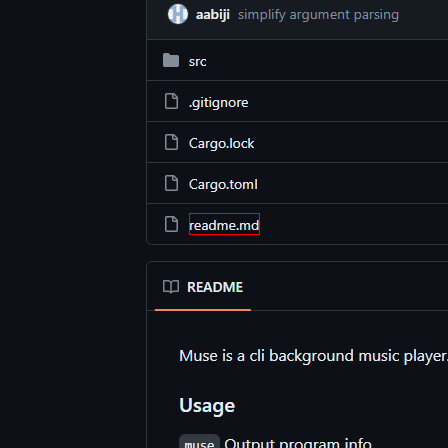 aabiji simplify argument parsing
src
.gitignore
Cargo.lock
Cargo.toml
readme.md
README
Muse is a cli background music player.
Usage
muse Output program info